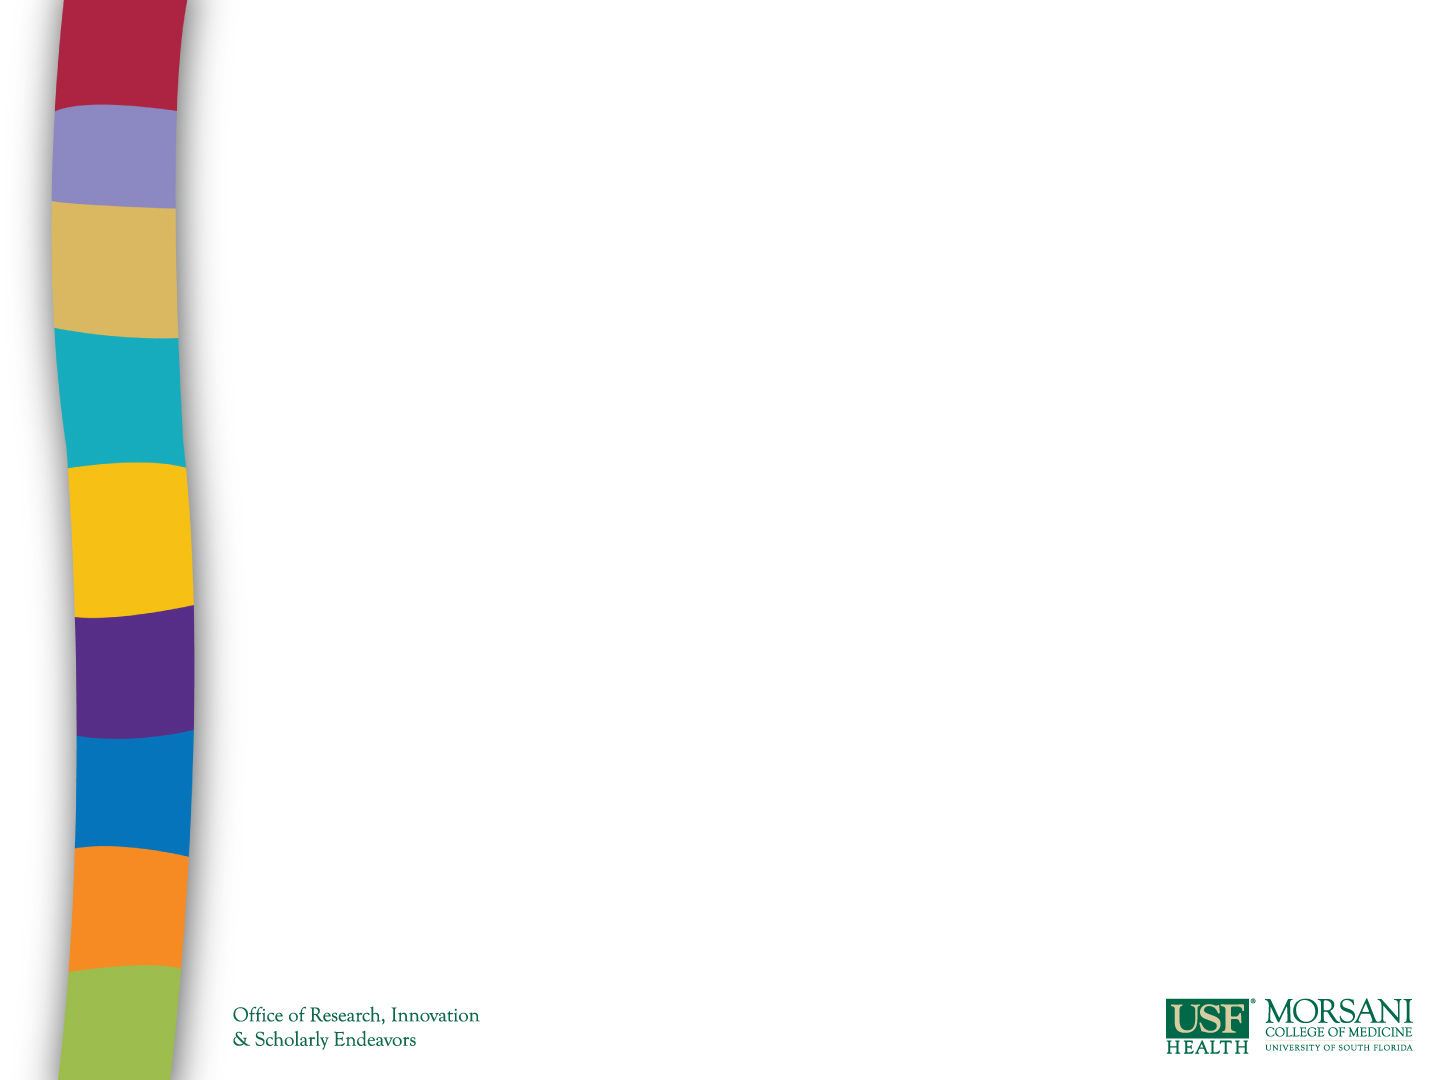 Office of Research, Innovation
& Scholarly Endeavors
USF®
HEALTH
MORSANI
COLLEGE OF MEDICINE
UNIVERSITY OF SOUTH FLORIDA